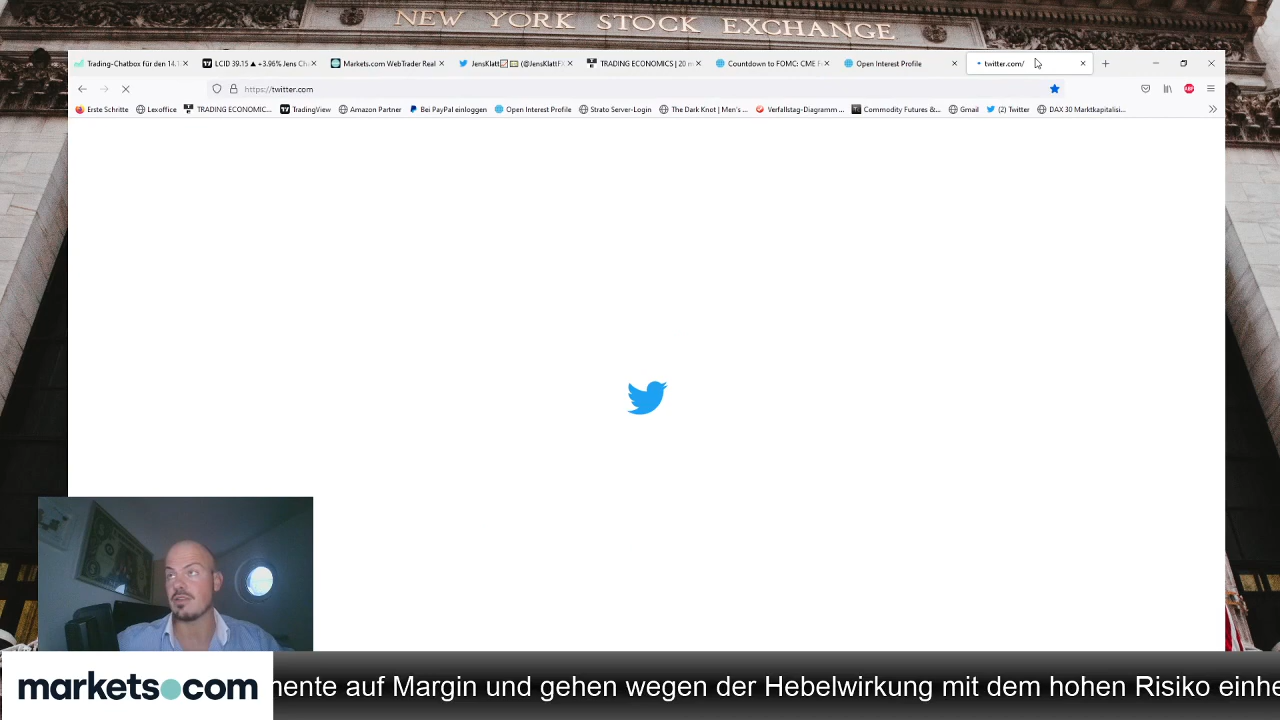 NEW YORK STOCK EXCHANGE
Trading-Chatbox für den 14.1
LCID 39.15 ▲ +3.96% Jens Cha
Markets.com WebTrader Real
JensKlatt📈💵 (@JensKlattF
TRADING ECONOMICS | 20 m
Countdown to FOMC: CME F
Open Interest Profile
twitter.com/
https://twitter.com
Erste Schritte
Lexoffice
TRADING ECONOMIC...
TradingView
Amazon Partner
Bei PayPal einloggen
Open Interest Profile
Strato Server-Login
The Dark Knot | Men's ...
Verfallstag-Diagramm ...
Commodity Futures &...
Gmail
(2) Twitter
DAX 30 Marktkapitalisi...
markets.com
nente auf Margin und gehen wegen der Hebelwirkung mit dem hohen Risiko einhe